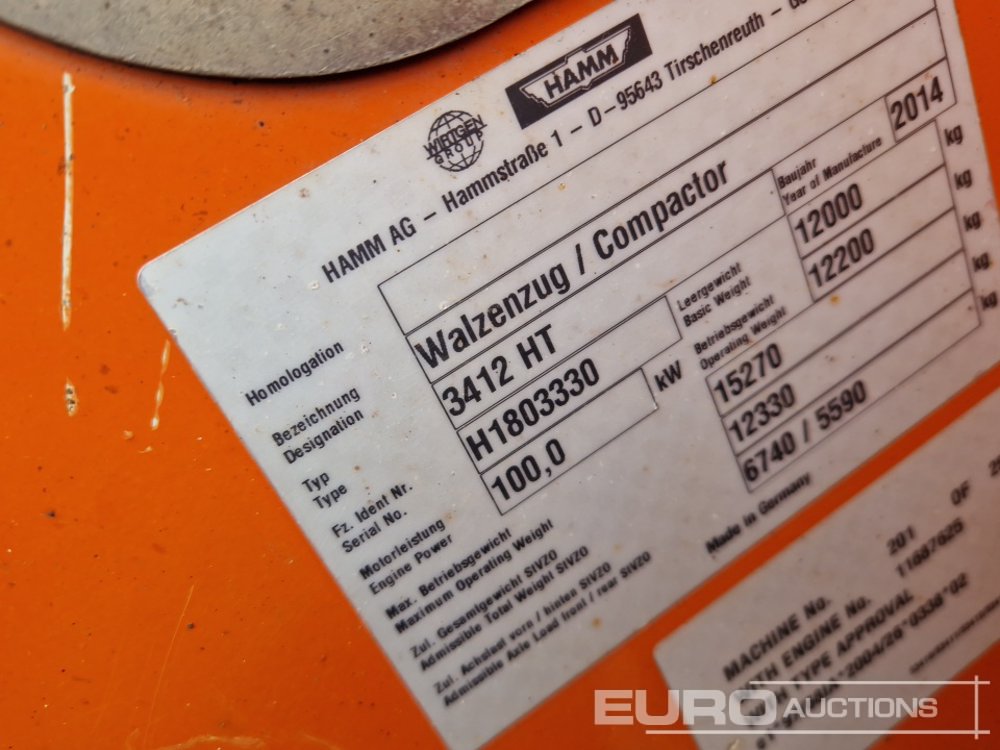 HAMM
WIRTGEN
GROUP
HAMM AG – Hammstraße 1 – D–95643 Tirschenreuth –
Homologation
Bezeichnung Walzenzug / Compactor
Designation
Baujahr 2014
Year of Manufacture
Typ 3412 HT
Type
Leergewicht 12000 kg
Basic Weight
Fz. Ident Nr. H1803330
Serial No.
Betriebsgewicht 12200 kg
Operating Weight
Motorleistung 100,0 kW
Engine Power
Max. Betriebsgewicht 15270 kg
Maximum Operating Weight
Zul. Gesamtgewicht StVZO 12330 kg
Admissible Total Weight StVZO
Zul. Achslast vorn / hinten StVZO 6740 / 5590 kg
Admissible Axle Load front / rear StVZO
Made in Germany
201 OF
MACHINE No. 11687625
ENGINE No.
TYPE APPROVAL
EURO AUCTIONS